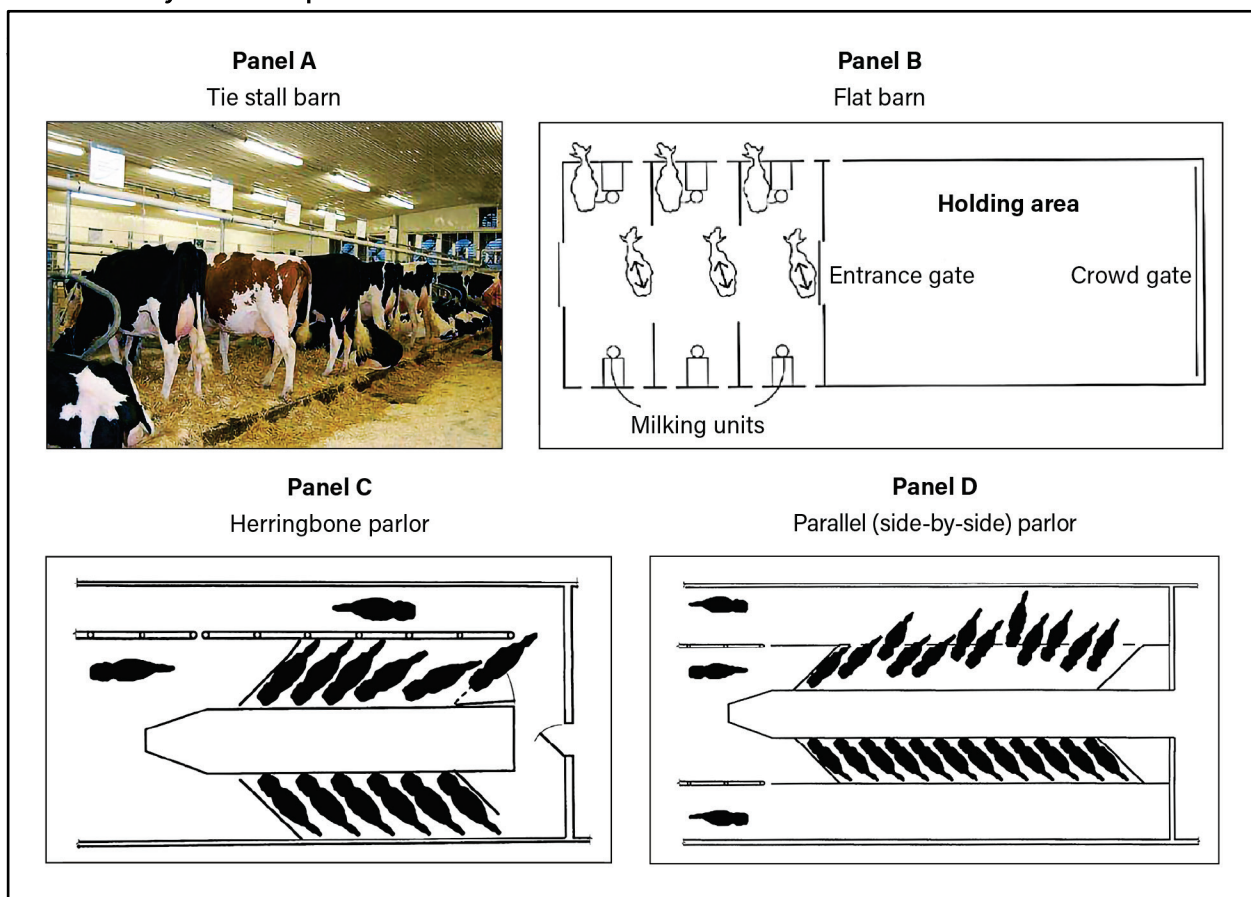 Panel A
Tie stall barn
Panel B
Flat barn
Holding area
Entrance gate
Crowd gate
Milking units
Panel C
Herringbone parlor
Panel D
Parallel (side-by-side) parlor